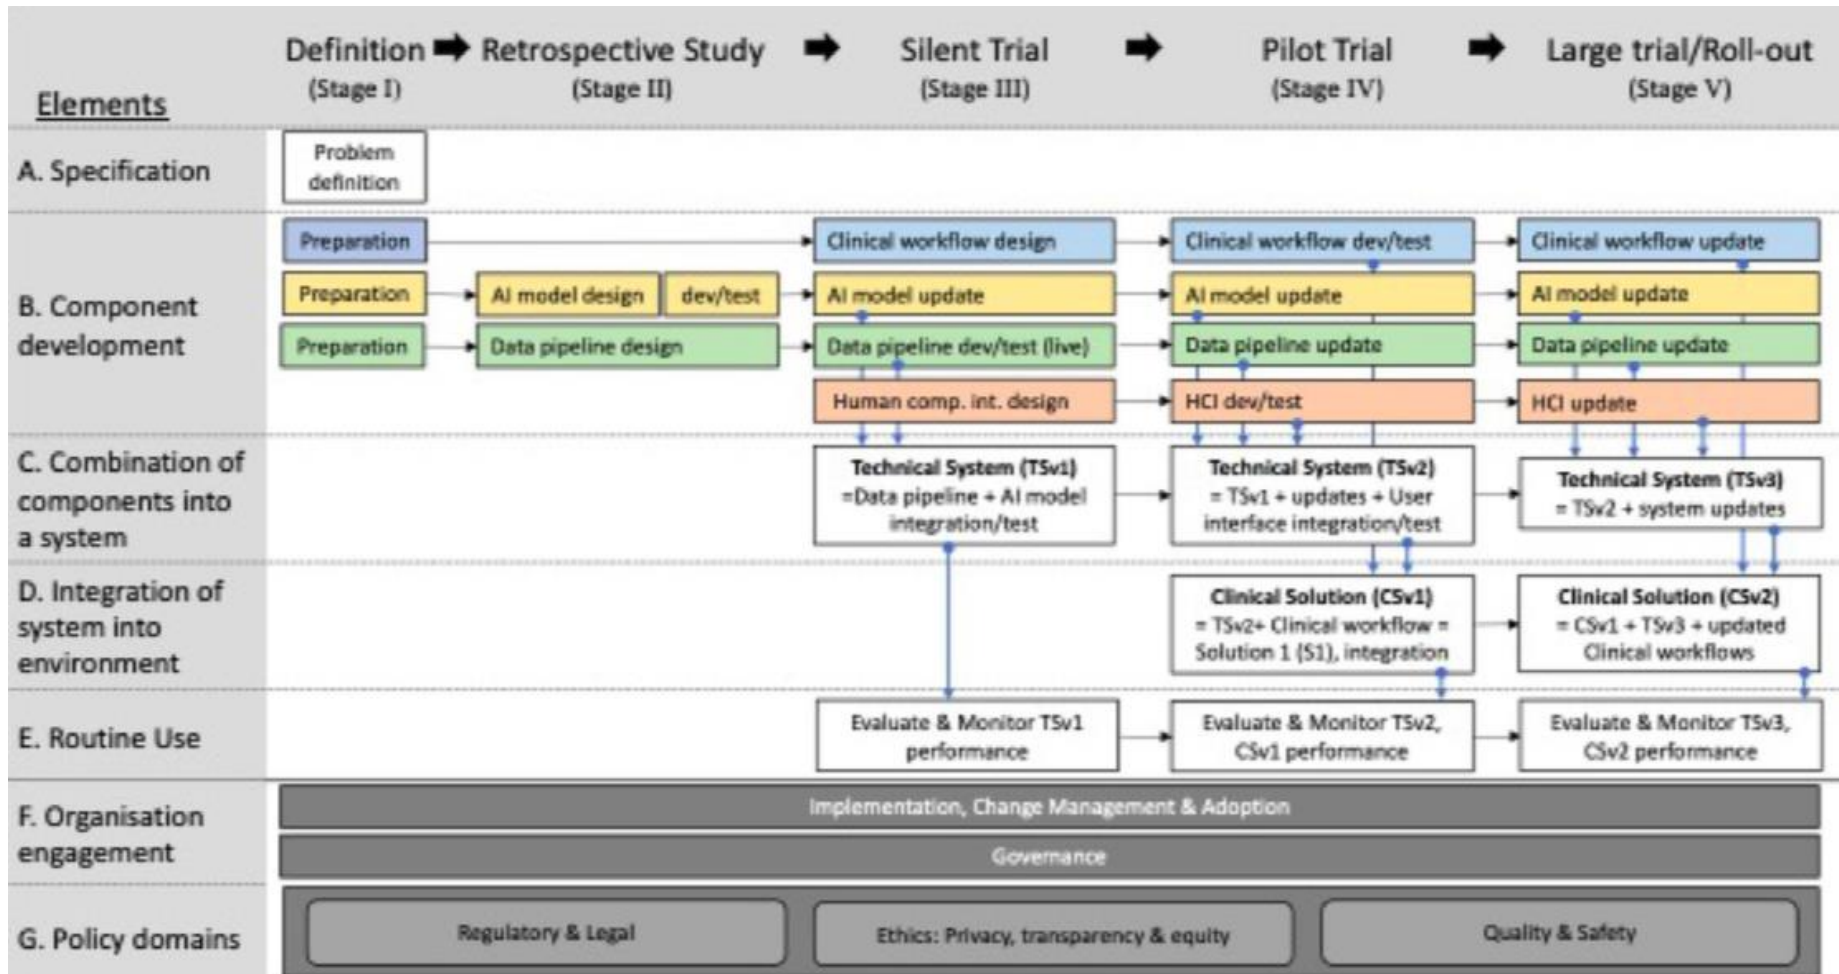 Elements
Definition
(Stage I)
Retrospective Study
(Stage II)
Silent Trial
(Stage III)
Pilot Trial
(Stage IV)
Large trial/Roll-out
(Stage V)
A. Specification
Problem
definition
B. Component
development
Preparation
Clinical workflow design
Clinical workflow dev/test
Clinical workflow update
Preparation
AI model design
dev/test
AI model update
AI model update
AI model update
Preparation
Data pipeline design
Data pipeline dev/test (live)
Data pipeline update
Data pipeline update
Human comp. int. design
HCI dev/test
HCI update
C. Combination of
components into
a system
Technical System (TSv1)
=Data pipeline + AI model
integration/test
Technical System (TSv2)
= TSv1 + updates + User
interface integration/test
Technical System (TSv3)
= TSv2 + system updates
D. Integration of
system into
environment
Clinical Solution (CSv1)
= TSv2+ Clinical workflow =
Solution 1 (S1), integration
Clinical Solution (CSv2)
= CSv1 + TSv3 + updated
Clinical workflows
E. Routine Use
Evaluate & Monitor TSv1
performance
Evaluate & Monitor TSv2,
CSv1 performance
Evaluate & Monitor TSv3,
CSv2 performance
F. Organisation
engagement
Implementation, Change Management & Adoption
Governance
G. Policy domains
Regulatory & Legal
Ethics: Privacy, transparency & equity
Quality & Safety